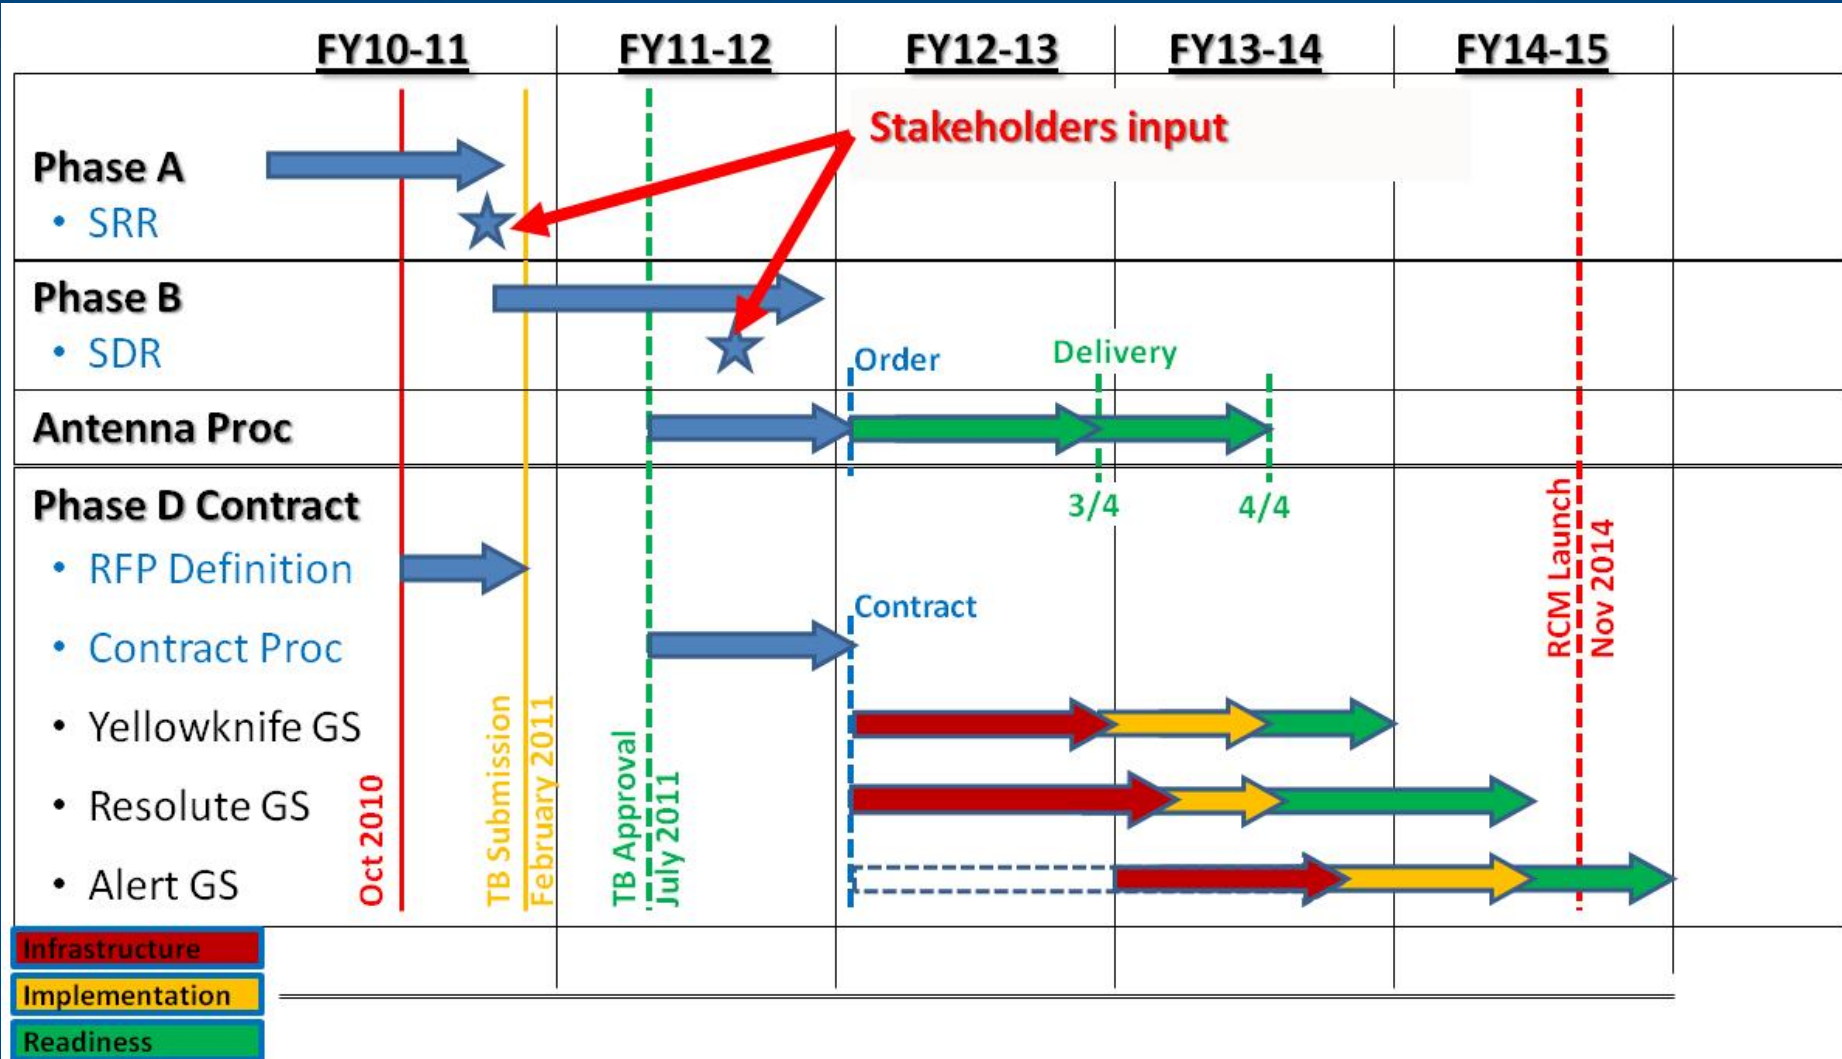 FY10-11 FY11-12 FY12-13 FY13-14 FY14-15
Stakeholders input
Phase A
• SRR
Phase B
• SDR
Order
Delivery
Antenna Proc
3/4 4/4
Phase D Contract
• RFP Definition
Contract
• Contract Proc
• Yellowknife GS
• Resolute GS
• Alert GS
Oct 2010
TB Submission
February 2011
TB Approval
July 2011
RCM Launch
Nov 2014
Infrastructure
Implementation
Readiness